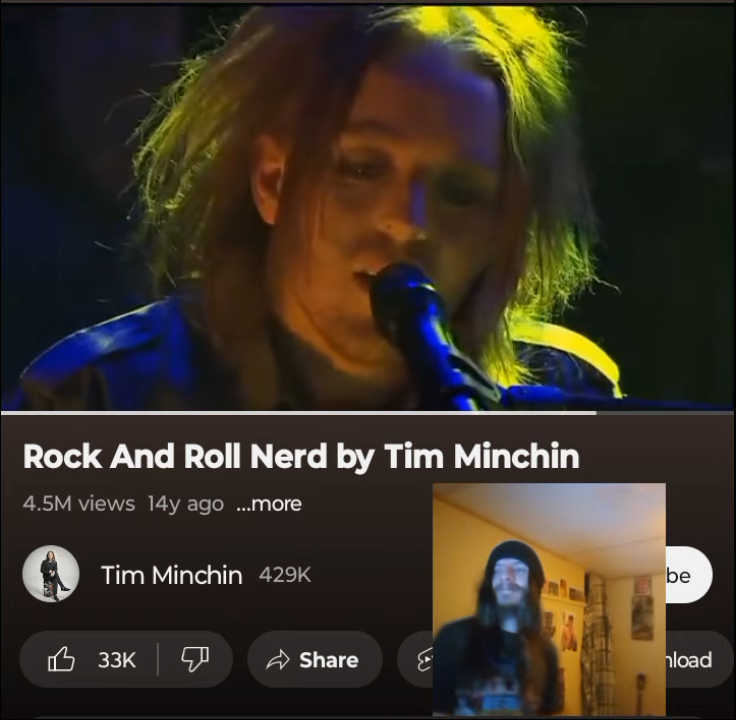 Rock And Roll Nerd by Tim Minchin
4.5M views 14y ago ...more
Tim Minchin 429K
be
33K Share nload